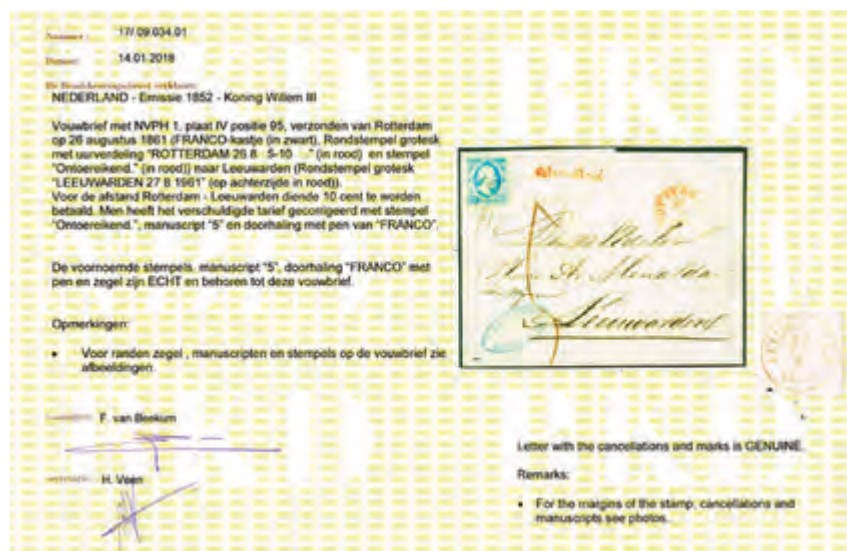 Nummer : 17/.09.034.01
Datum: 14.01.2018
De
NEDERLAND - Emissie 1852 - Koning Willem III
Vouwbrief met NVPH 1, plaat IV positie 95, verzonden van Rotterdam
op 26 augustus 1861 (FRANCO-kastje (in zwart), Rondstempel grotesk
met uurverdeling "ROTTERDAM 26 8 5-10 ." (in rood) en stempel
"Ontoereikend." (in rood)) naar Leeuwarden (Rondstempel grotesk
"LEEUWARDEN 27 8 1961" (op achterzijde in rood)).
Voor de afstand Rotterdam - Leeuwarden diende 10 cent te worden
betaald. Men heeft het verschuldigde tarief gecorrigeerd met stempel
"Ontoereikend.", manuscript "5" en doorhaling met pen van "FRANCO".
De voornoemde stempels, manuscript "5", doorhaling "FRANCO" met
pen en zegel zijn ECHT en behoren tot deze vouwbrief.
Opmerkingen:
• Voor randen zegel , manuscripten en stempels op de vouwbrief zie
afbeeldingen.
F. van Beekum
H. Veen
Leeuwarden
Letter with the cancellations and marks is GENUINE.
Remarks:
• For the margins of the stamp, cancellations and
manuscripts see photos.